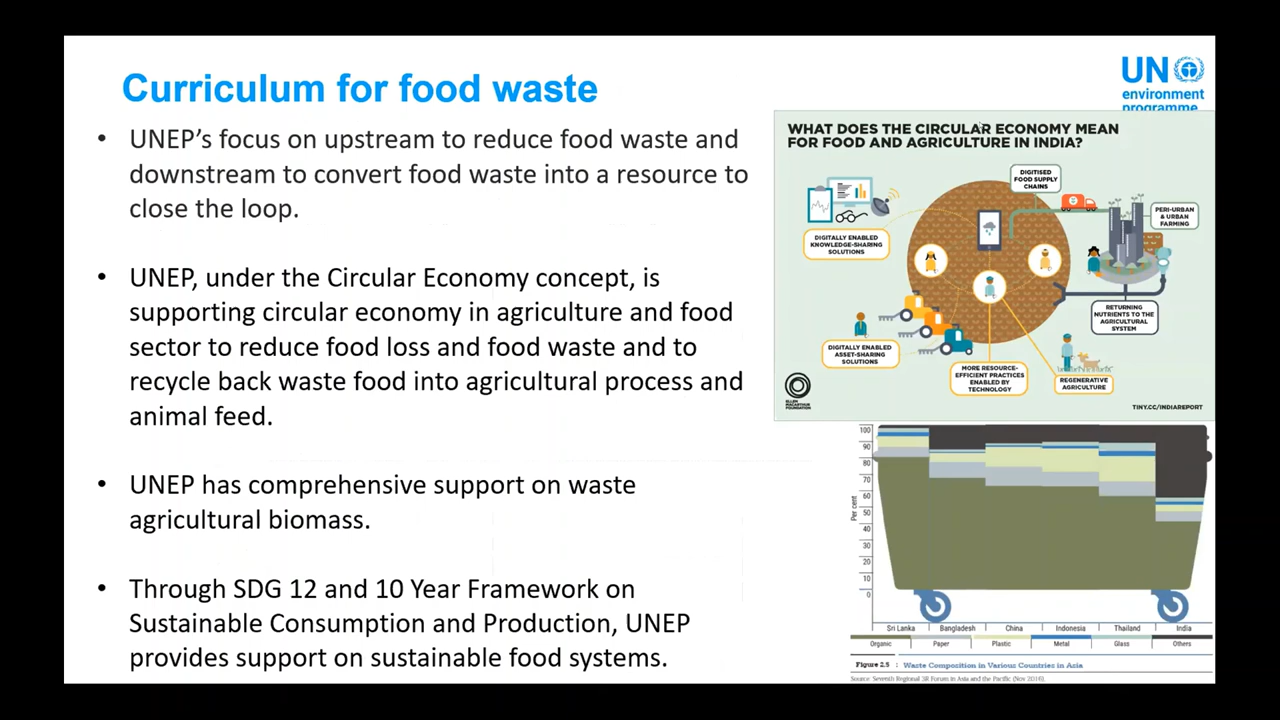 Curriculum for food waste
UN
environment
programme
• UNEP’s focus on upstream to reduce food waste and
downstream to convert food waste into a resource to
close the loop.
• UNEP, under the Circular Economy concept, is
supporting circular economy in agriculture and food
sector to reduce food loss and food waste and to
recycle back waste food into agricultural process and
animal feed.
• UNEP has comprehensive support on waste
agricultural biomass.
• Through SDG 12 and 10 Year Framework on
Sustainable Consumption and Production, UNEP
provides support on sustainable food systems.
WHAT DOES THE CIRCULAR ECONOMY MEAN
FOR FOOD AND AGRICULTURE IN INDIA?
DIGITISED
FOOD SUPPLY
CHAINS
PERI-URBAN
& URBAN
FARMING
DIGITALLY ENABLED
KNOWLEDGE-SHARING
SOLUTIONS
RETURNING
NUTRIENTS TO THE
AGRICULTURAL
SYSTEM
DIGITALLY ENABLED
ASSET-SHARING
SOLUTIONS
MORE RESOURCE-
EFFICIENT PRACTICES
ENABLED BY
TECHNOLOGY
REGENERATIVE
AGRICULTURE
ELLEN
MACARTHUR
FOUNDATION
TINY.CC/INDIAREPORT
Per cent
100
90
80
70
60
50
40
30
20
10
0
Sri Lanka Bangladesh China Indonesia Thailand India
Organic Paper Plastic Metal Glass Others
Figure 2.5 : Waste Composition in Various Countries in Asia
Source: Seventh Regional 3R Forum in Asia and the Pacific (Nov 2016).